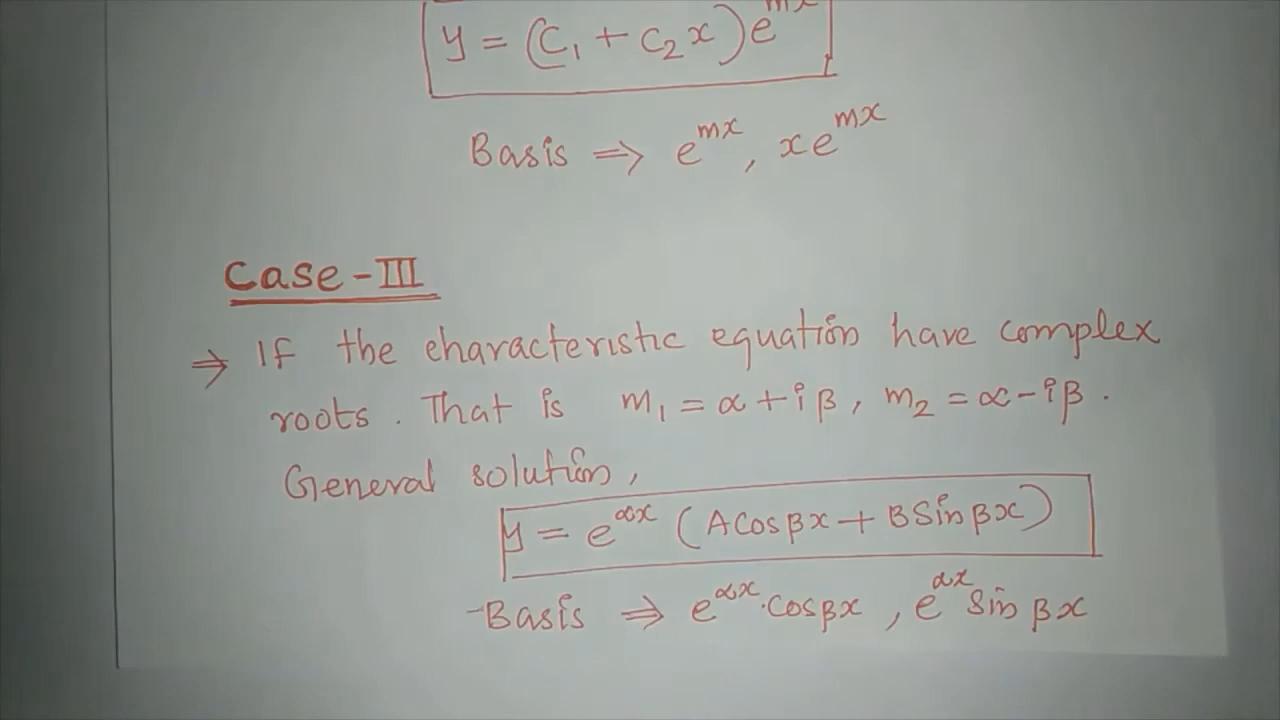 y = (C₁ + C₂x)e^mx
Basis ⇒ e^mx, xe^mx
Case-III
⇒ If the characteristic equation have complex
roots. That is m₁ = α + iβ, m₂ = α - iβ.
General solution,
y = e^αx (A Cos βx + B Sin βx)
Basis ⇒ e^αx. cos βx, e^αx Sin βx